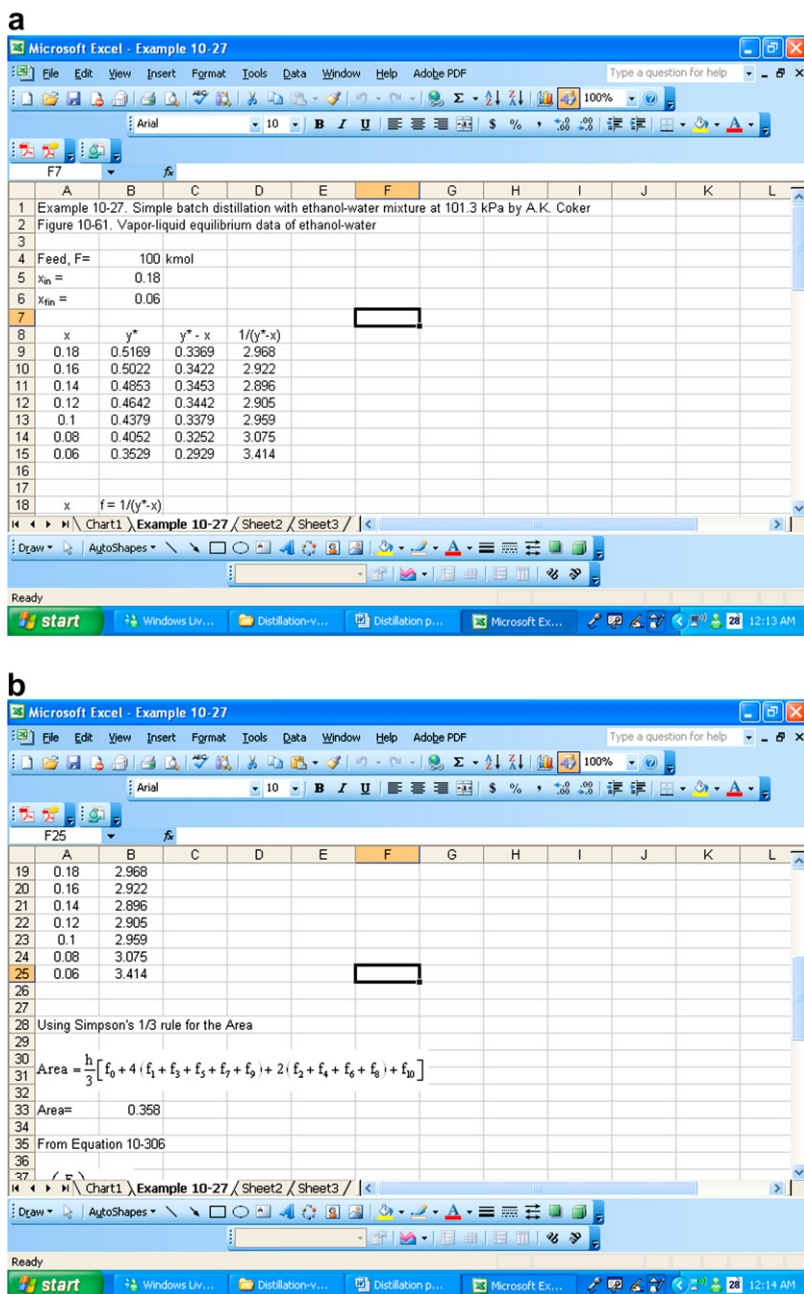 a
Microsoft Excel - Example 10-27
File Edit View Insert Format Tools Data Window Help Adobe PDF Type a question for help
100%
Arial 10 B I U $ % ,
F7 fx
A B C D E F G H I J K L
1 Example 10-27. Simple batch distillation with ethanol-water mixture at 101.3 kPa by A.K. Coker
2 Figure 10-61. Vapor-liquid equilibrium data of ethanol-water
3
4 Feed, F= 100 kmol
5 xin = 0.18
6 xfin = 0.06
7
8 x y* y* - x 1/(y*-x)
9 0.18 0.5169 0.3369 2.968
10 0.16 0.5022 0.3422 2.922
11 0.14 0.4853 0.3453 2.896
12 0.12 0.4642 0.3442 2.905
13 0.1 0.4379 0.3379 2.959
14 0.08 0.4052 0.3252 3.075
15 0.06 0.3529 0.2929 3.414
16
17
18 x f = 1/(y*-x)
Chart1 Example 10-27 Sheet2 Sheet3
Draw AutoShapes
Ready
start Windows Liv... Distillation-v... Distillation p... Microsoft Ex... 28 12:13 AM
b
Microsoft Excel - Example 10-27
File Edit View Insert Format Tools Data Window Help Adobe PDF Type a question for help
100%
Arial 10 B I U $ % ,
F25 fx
A B C D E F G H I J K L
19 0.18 2.968
20 0.16 2.922
21 0.14 2.896
22 0.12 2.905
23 0.1 2.959
24 0.08 3.075
25 0.06 3.414
26
27
28 Using Simpson's 1/3 rule for the Area
29
30
31 Area = h/3 [f0 + 4(f1 + f3 + f5 + f7 + f9) + 2(f2 + f4 + f6 + f8) + f10]
32
33 Area= 0.358
34
35 From Equation 10-306
36
37
Chart1 Example 10-27 Sheet2 Sheet3
Draw AutoShapes
Ready
start Windows Liv... Distillation-v... Distillation p... Microsoft Ex... 28 12:14 AM